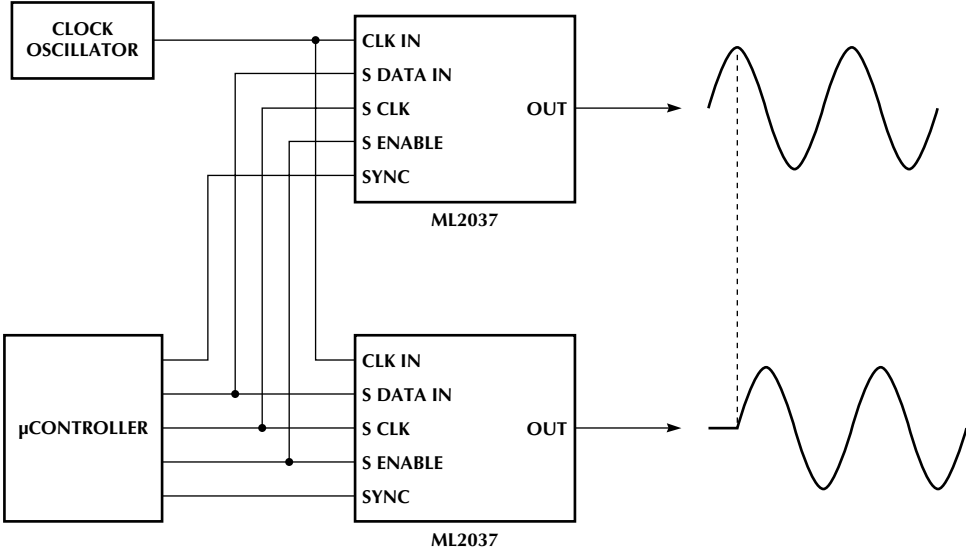 CLOCK
OSCILLATOR
CLK IN
S DATA IN
S CLK
S ENABLE
SYNC
OUT
ML2037
µCONTROLLER
CLK IN
S DATA IN
S CLK
S ENABLE
SYNC
OUT
ML2037